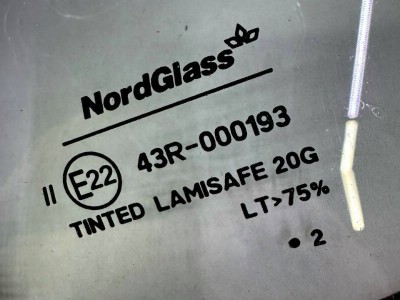 NordGlass
II E22 43R-000193
TINTED LAMISAFE 20G
LT>75%
• 2